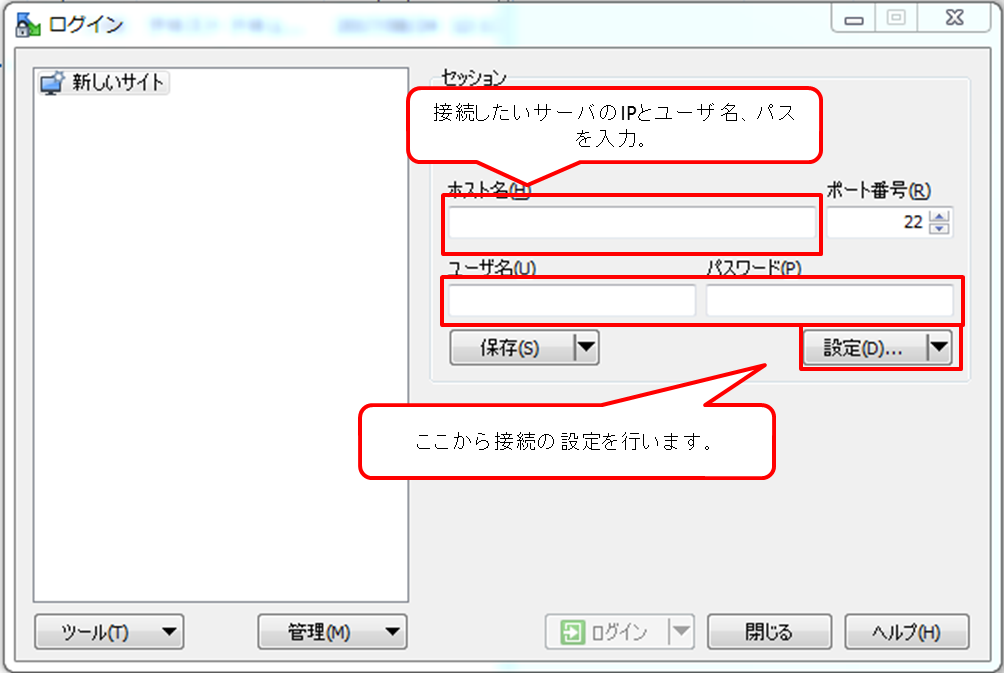 ログイン
新しいサイト
セッション
接続したいサーバのIPとユーザ名、パス
を入力。
ホスト名(H)
ポート番号(R)
22
ユーザ名(U)
パスワード(P)
保存(S)
設定(D)...
ここから接続の設定を行います。
ツール(T)
管理(M)
ログイン
閉じる
ヘルプ(H)